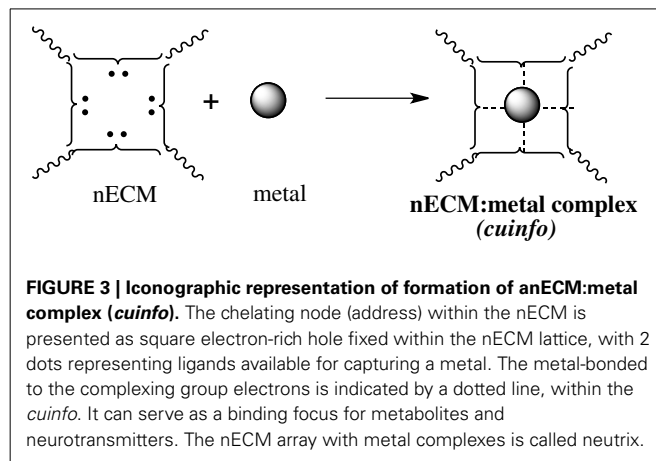 nECM
+
metal
nECM:metal complex
(cuinfo)
FIGURE 3 | Iconographic representation of formation of anECM:metal
complex (cuinfo). The chelating node (address) within the nECM is
presented as square electron-rich hole fixed within the nECM lattice, with 2
dots representing ligands available for capturing a metal. The metal-bonded
to the complexing group electrons is indicated by a dotted line, within the
cuinfo. It can serve as a binding focus for metabolites and
neurotransmitters. The nECM array with metal complexes is called neutrix.